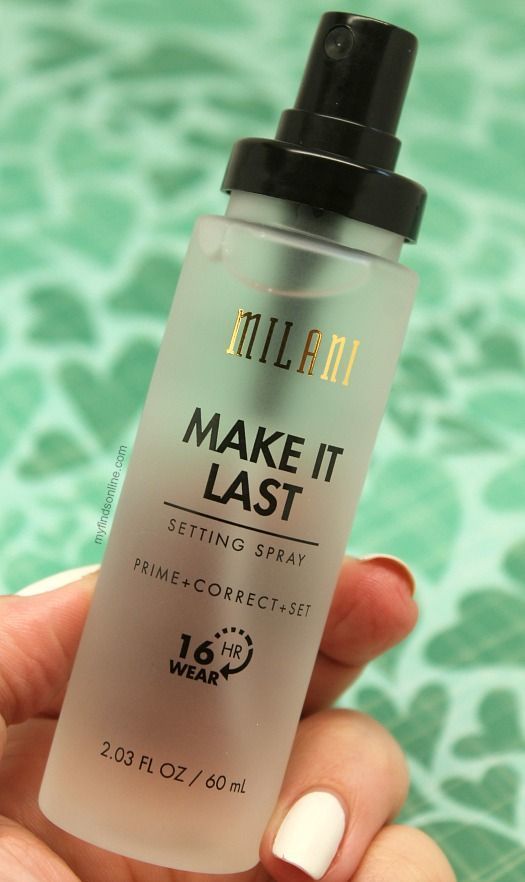 MILANI
MAKE IT
LAST
SETTING SPRAY
PRIME+CORRECT+SET
16 HR
WEAR
2.03 FL OZ / 60 mL
myfindsonline.com